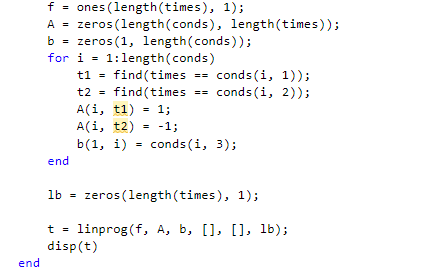 f = ones(length(times), 1);
A = zeros(length(conds), length(times));
b = zeros(1, length(conds));
for i = 1:length(conds)
t1 = find(times == conds(i, 1));
t2 = find(times == conds(i, 2));
A(i, t1) = 1;
A(i, t2) = -1;
b(1, i) = conds(i, 3);
end
lb = zeros(length(times), 1);
t = linprog(f, A, b, [], [], lb);
disp(t)
end